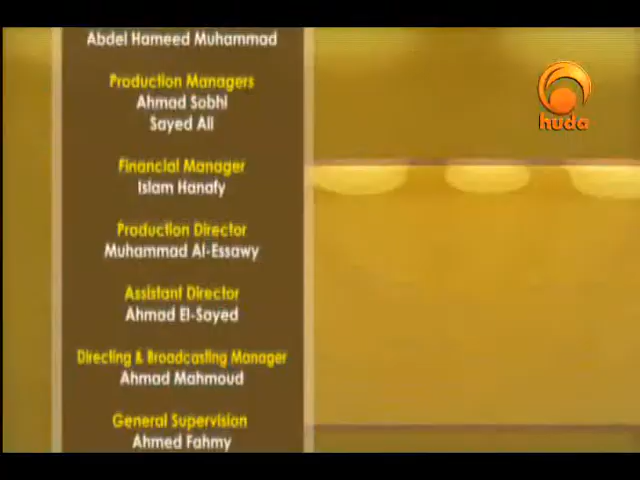 Abdel Hameed Muhammad
Production Managers
Ahmad Sobhi
Sayed Ali
Financial Manager
Islam Hanafy
Production Director
Muhammad Al-Essawy
Assistant Director
Ahmad El-Sayed
Directing & Broadcasting Manager
Ahmad Mahmoud
General Supervision
Ahmed Fahmy
huda